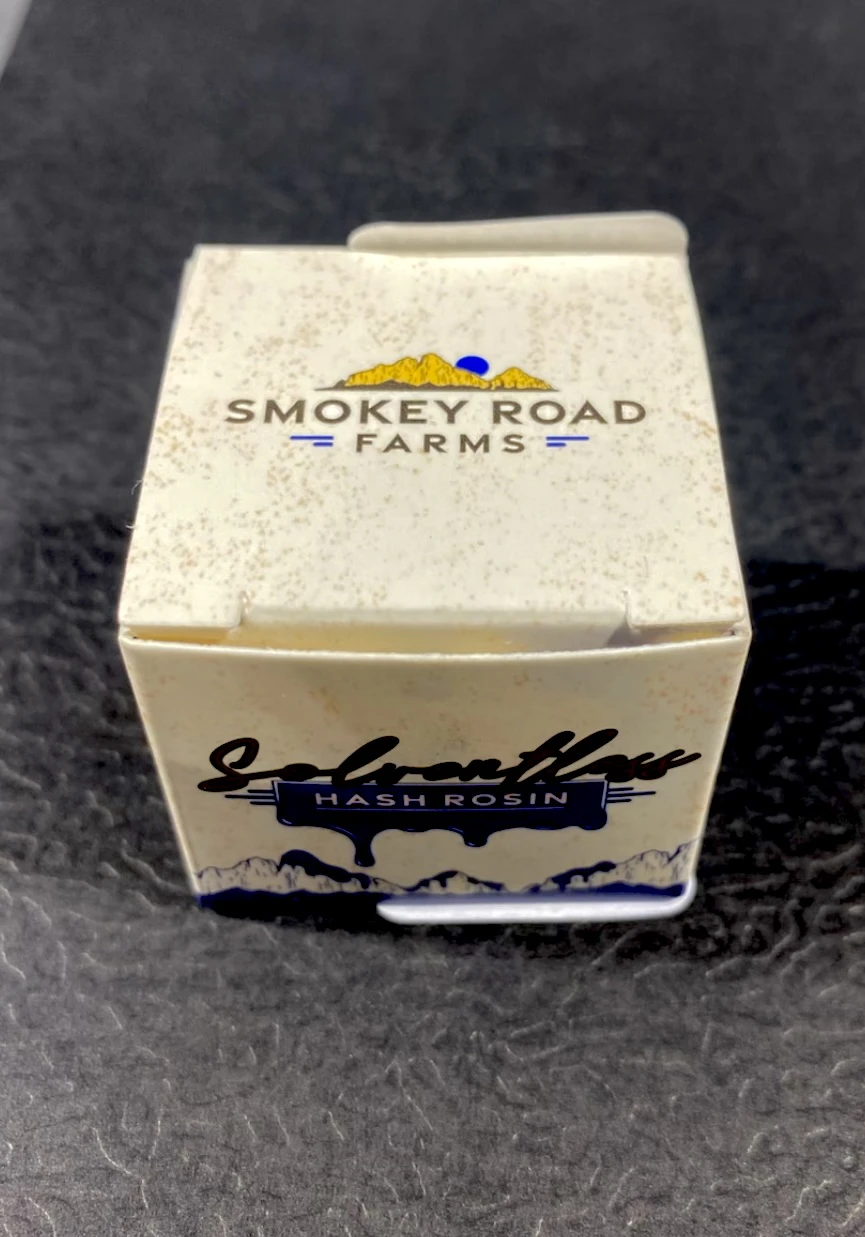 SMOKEY ROAD
FARMS
Solventless
HASH ROSIN